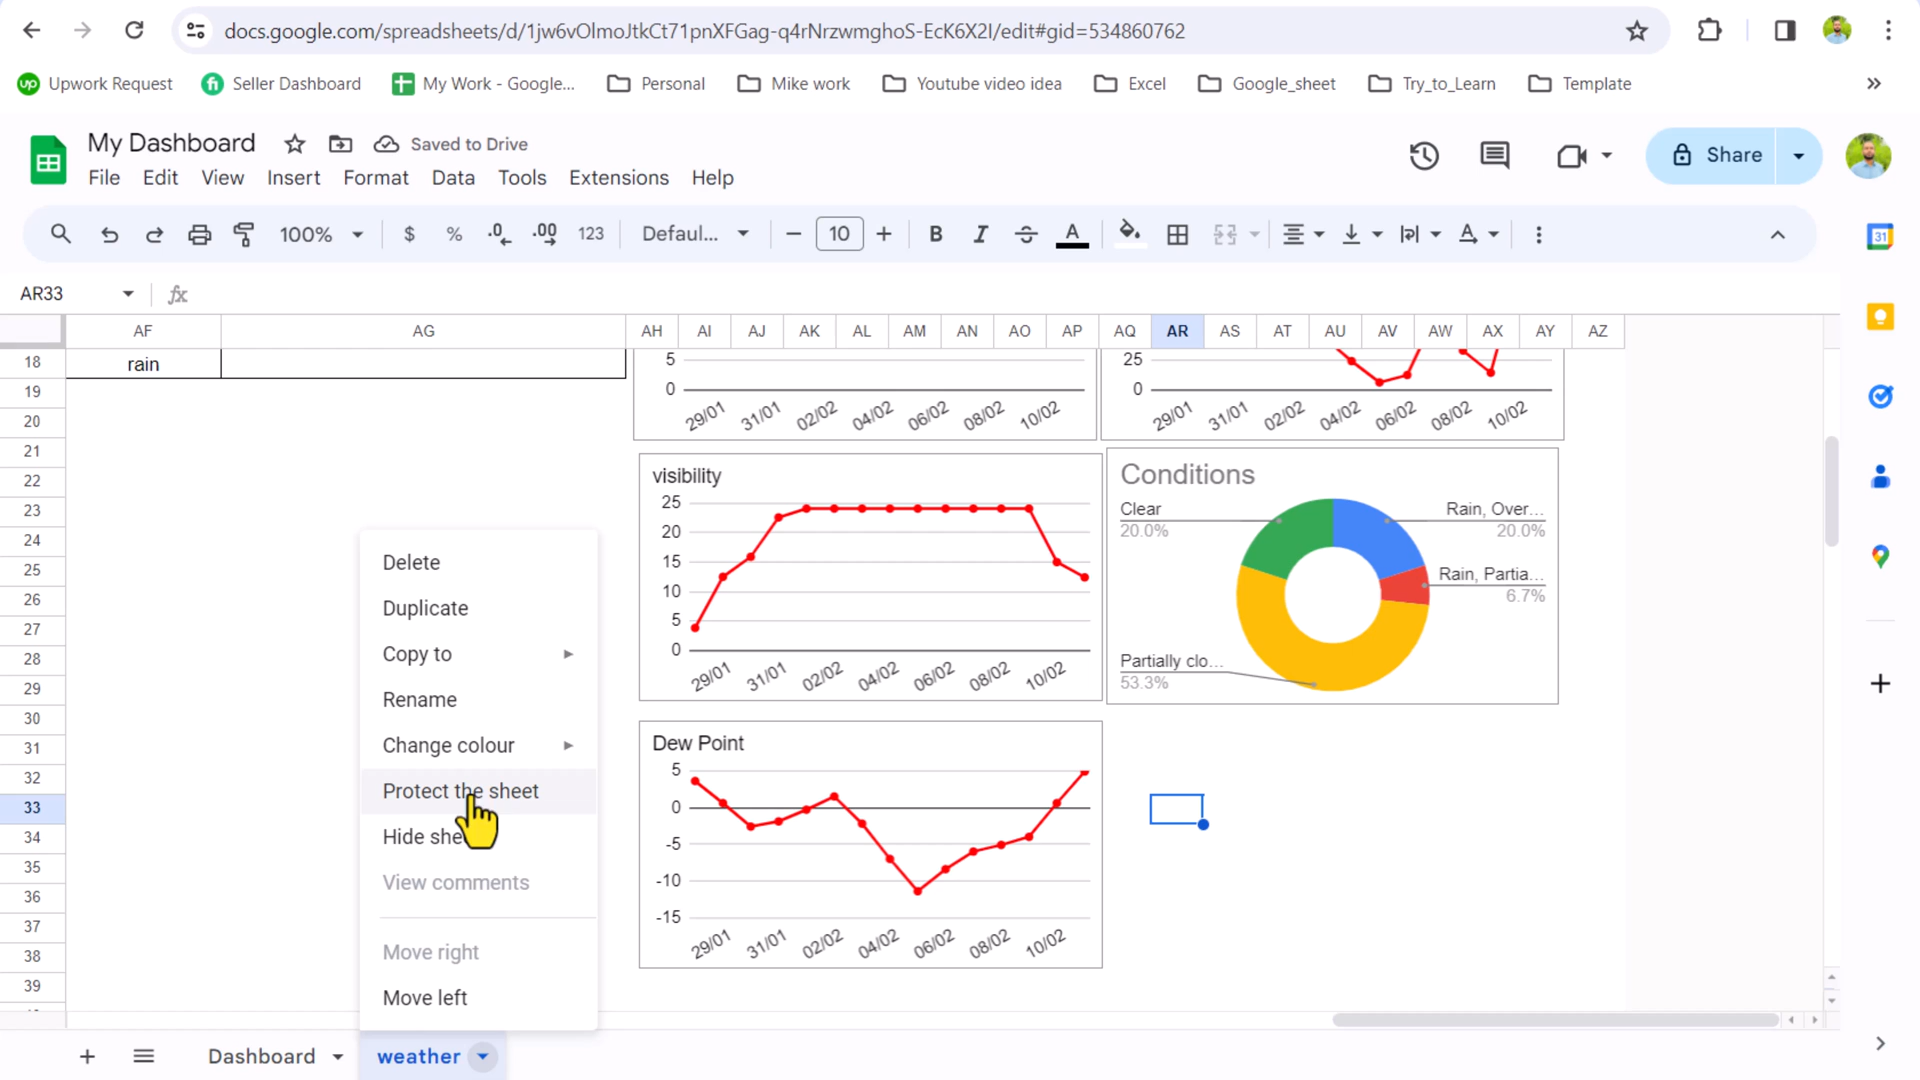 docs.google.com/spreadsheets/d/1jw6vOlmoJtkCt71pnXFGag-q4rNrzwmghoS-EcK6X2I/edit#gid=534860762
up Upwork Request
fi Seller Dashboard
My Work - Google...
Personal
Mike work
Youtube video idea
Excel
Google_sheet
Try_to_Learn
Template
My Dashboard
Saved to Drive
File Edit View Insert Format Data Tools Extensions Help
Share
100%
$ % .0 .00 123
Defaul...
10
B I A A
31
AR33
fx
AF AG AH AI AJ AK AL AM AN AO AP AQ AR AS AT AU AV AW AX AY AZ
18
19
20
21
22
23
24
25
26
27
28
29
30
31
32
33
34
35
36
37
38
39
rain
5
0
29/01 31/01 02/02 04/02 06/02 08/02 10/02
25
0
29/01 31/01 02/02 04/02 06/02 08/02 10/02
visibility
25
20
15
10
5
0
29/01 31/01 02/02 04/02 06/02 08/02 10/02
Conditions
Clear
20.0%
Rain, Over...
20.0%
Rain, Partia...
6.7%
Partially clo...
53.3%
Dew Point
5
0
-5
-10
-15
29/01 31/01 02/02 04/02 06/02 08/02 10/02
Delete
Duplicate
Copy to
Rename
Change colour
Protect the sheet
Hide she
View comments
Move right
Move left
Dashboard
weather